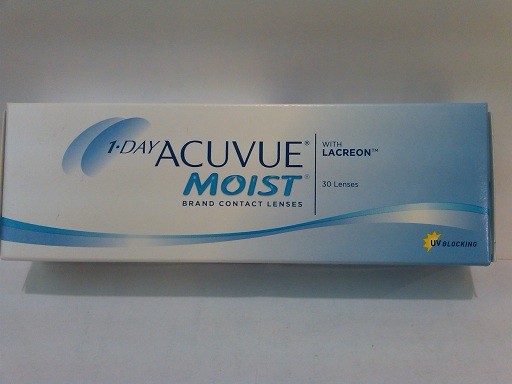 1·DAY ACUVUE®
MOIST®
BRAND CONTACT LENSES
WITH
LACREON™
30 Lenses
UV BLOCKING